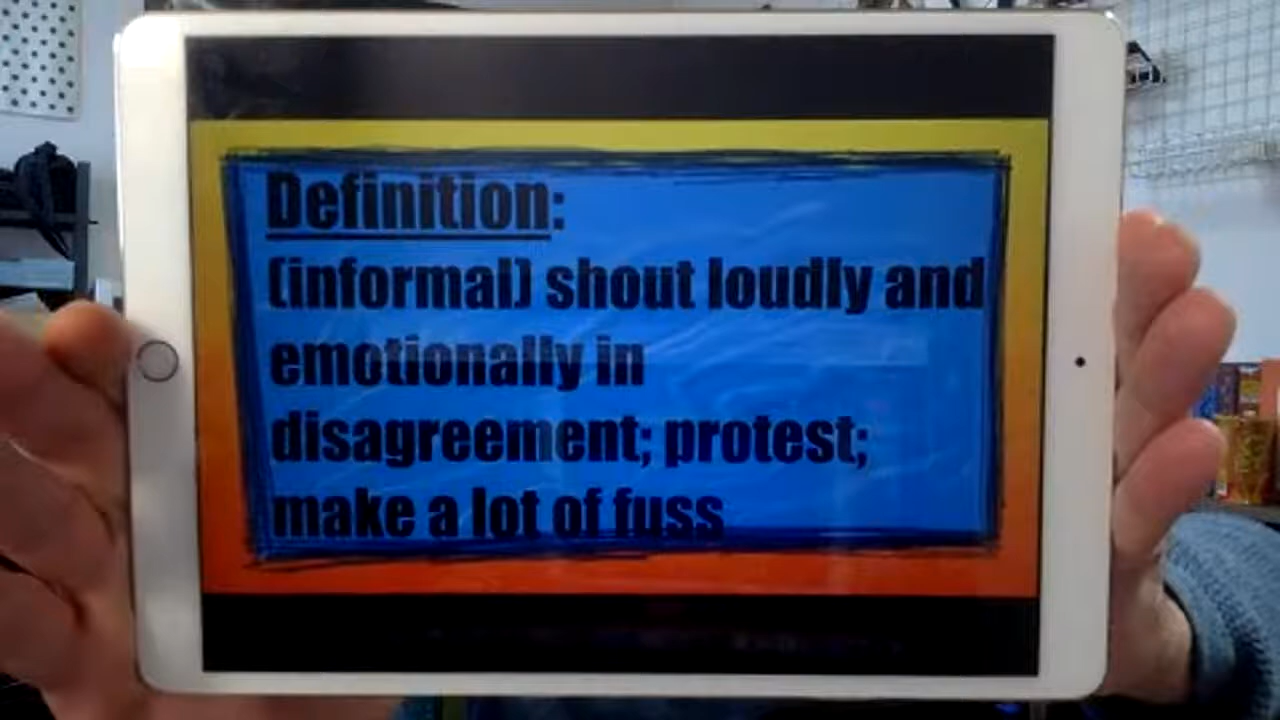 Definition:
(informal) shout loudly and
emotionally in
disagreement; protest;
make a lot of fuss